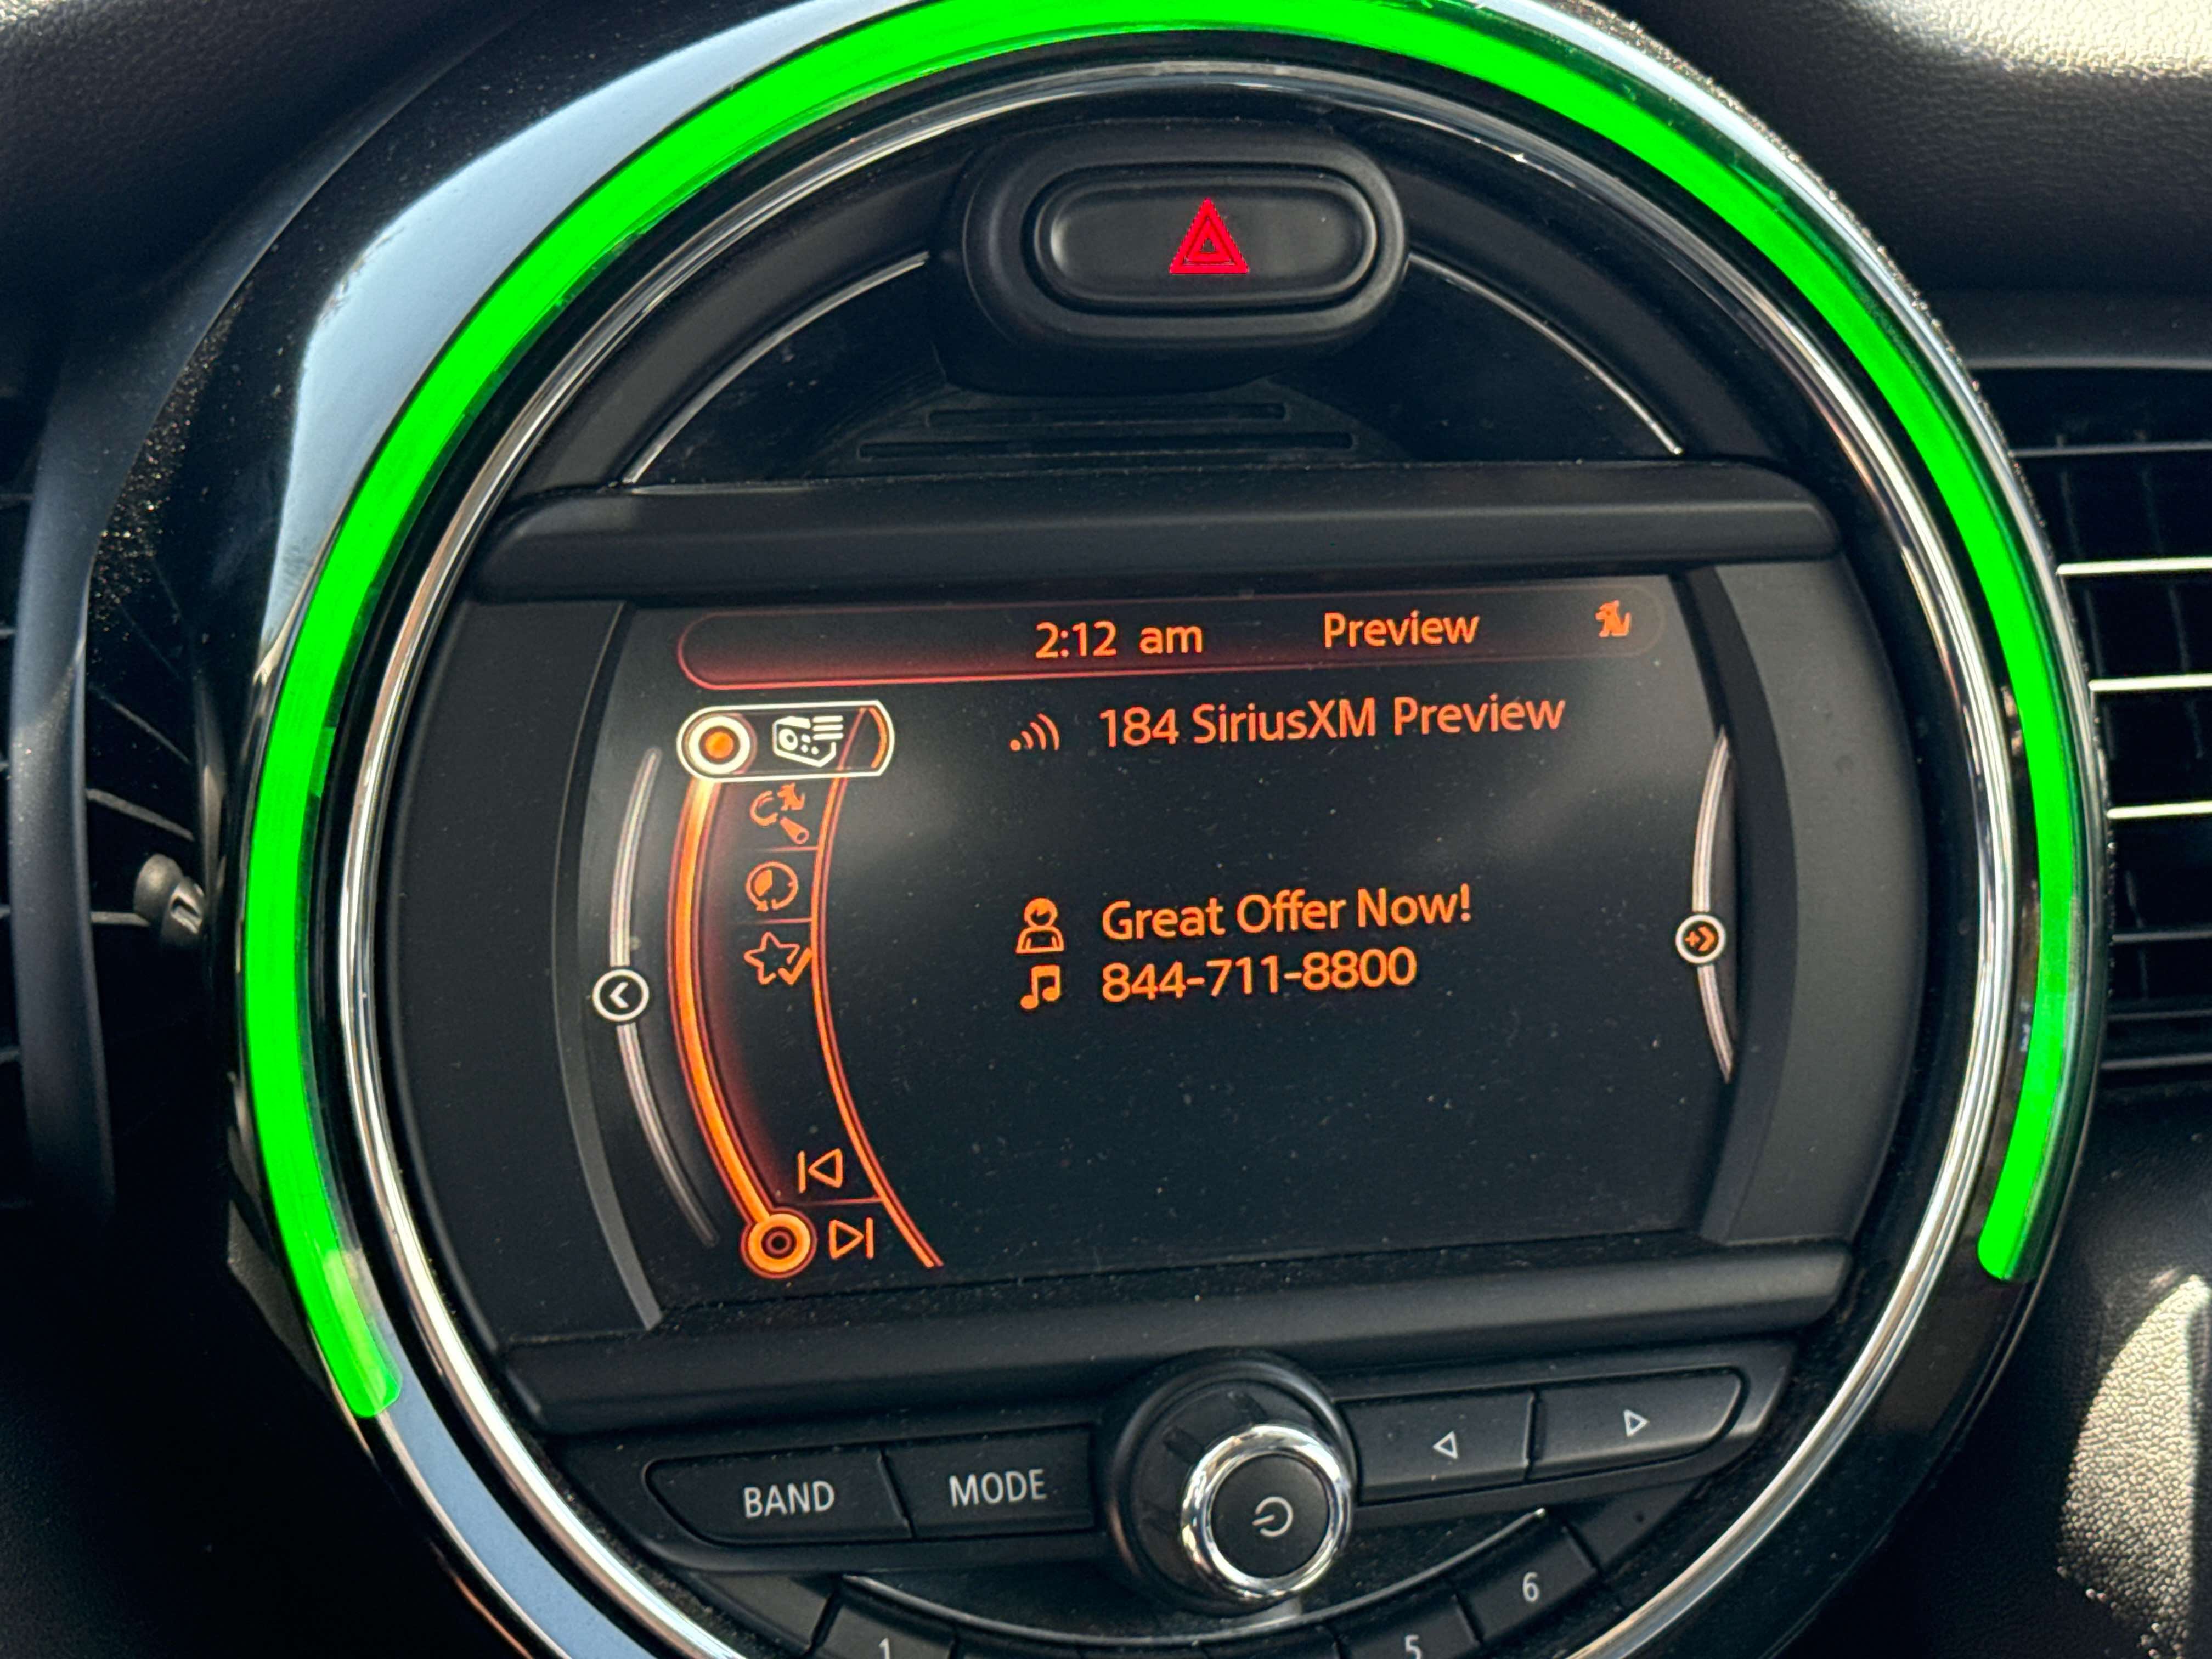 2:12 am Preview
184 SiriusXM Preview
Great Offer Now!
844-711-8800
BAND MODE
6
1 5